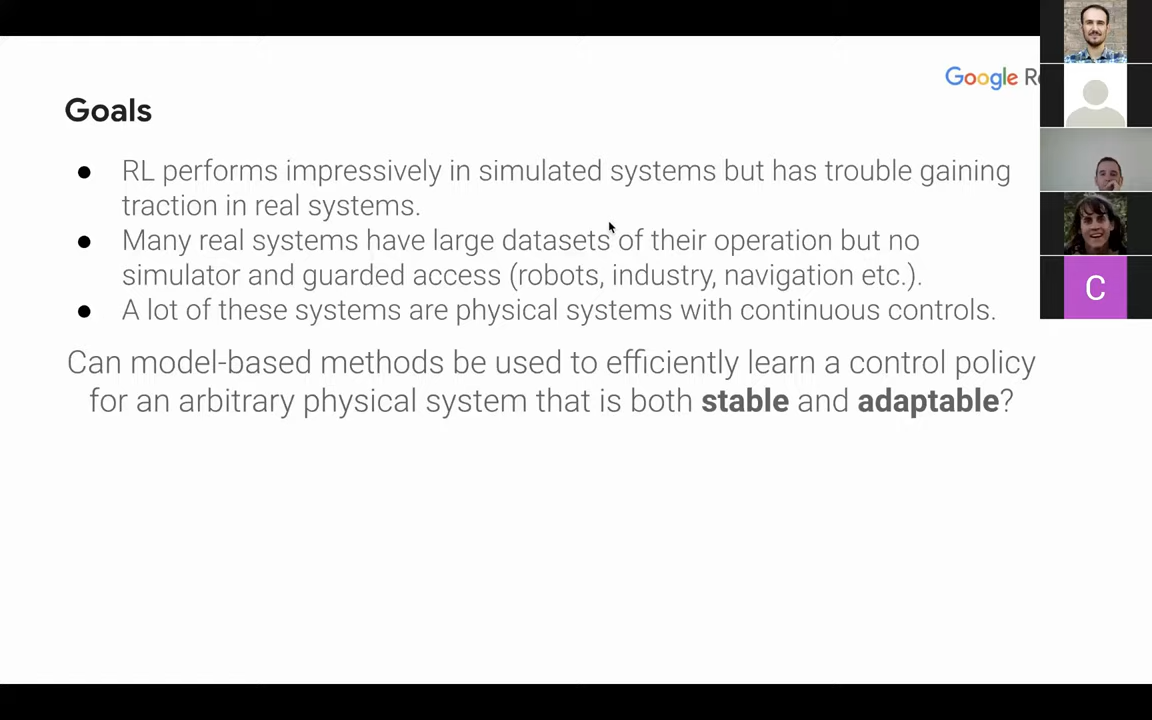 Google
Goals
● RL performs impressively in simulated systems but has trouble gaining
traction in real systems.
● Many real systems have large datasets of their operation but no
simulator and guarded access (robots, industry, navigation etc.).
● A lot of these systems are physical systems with continuous controls.
Can model-based methods be used to efficiently learn a control policy
for an arbitrary physical system that is both stable and adaptable?
C